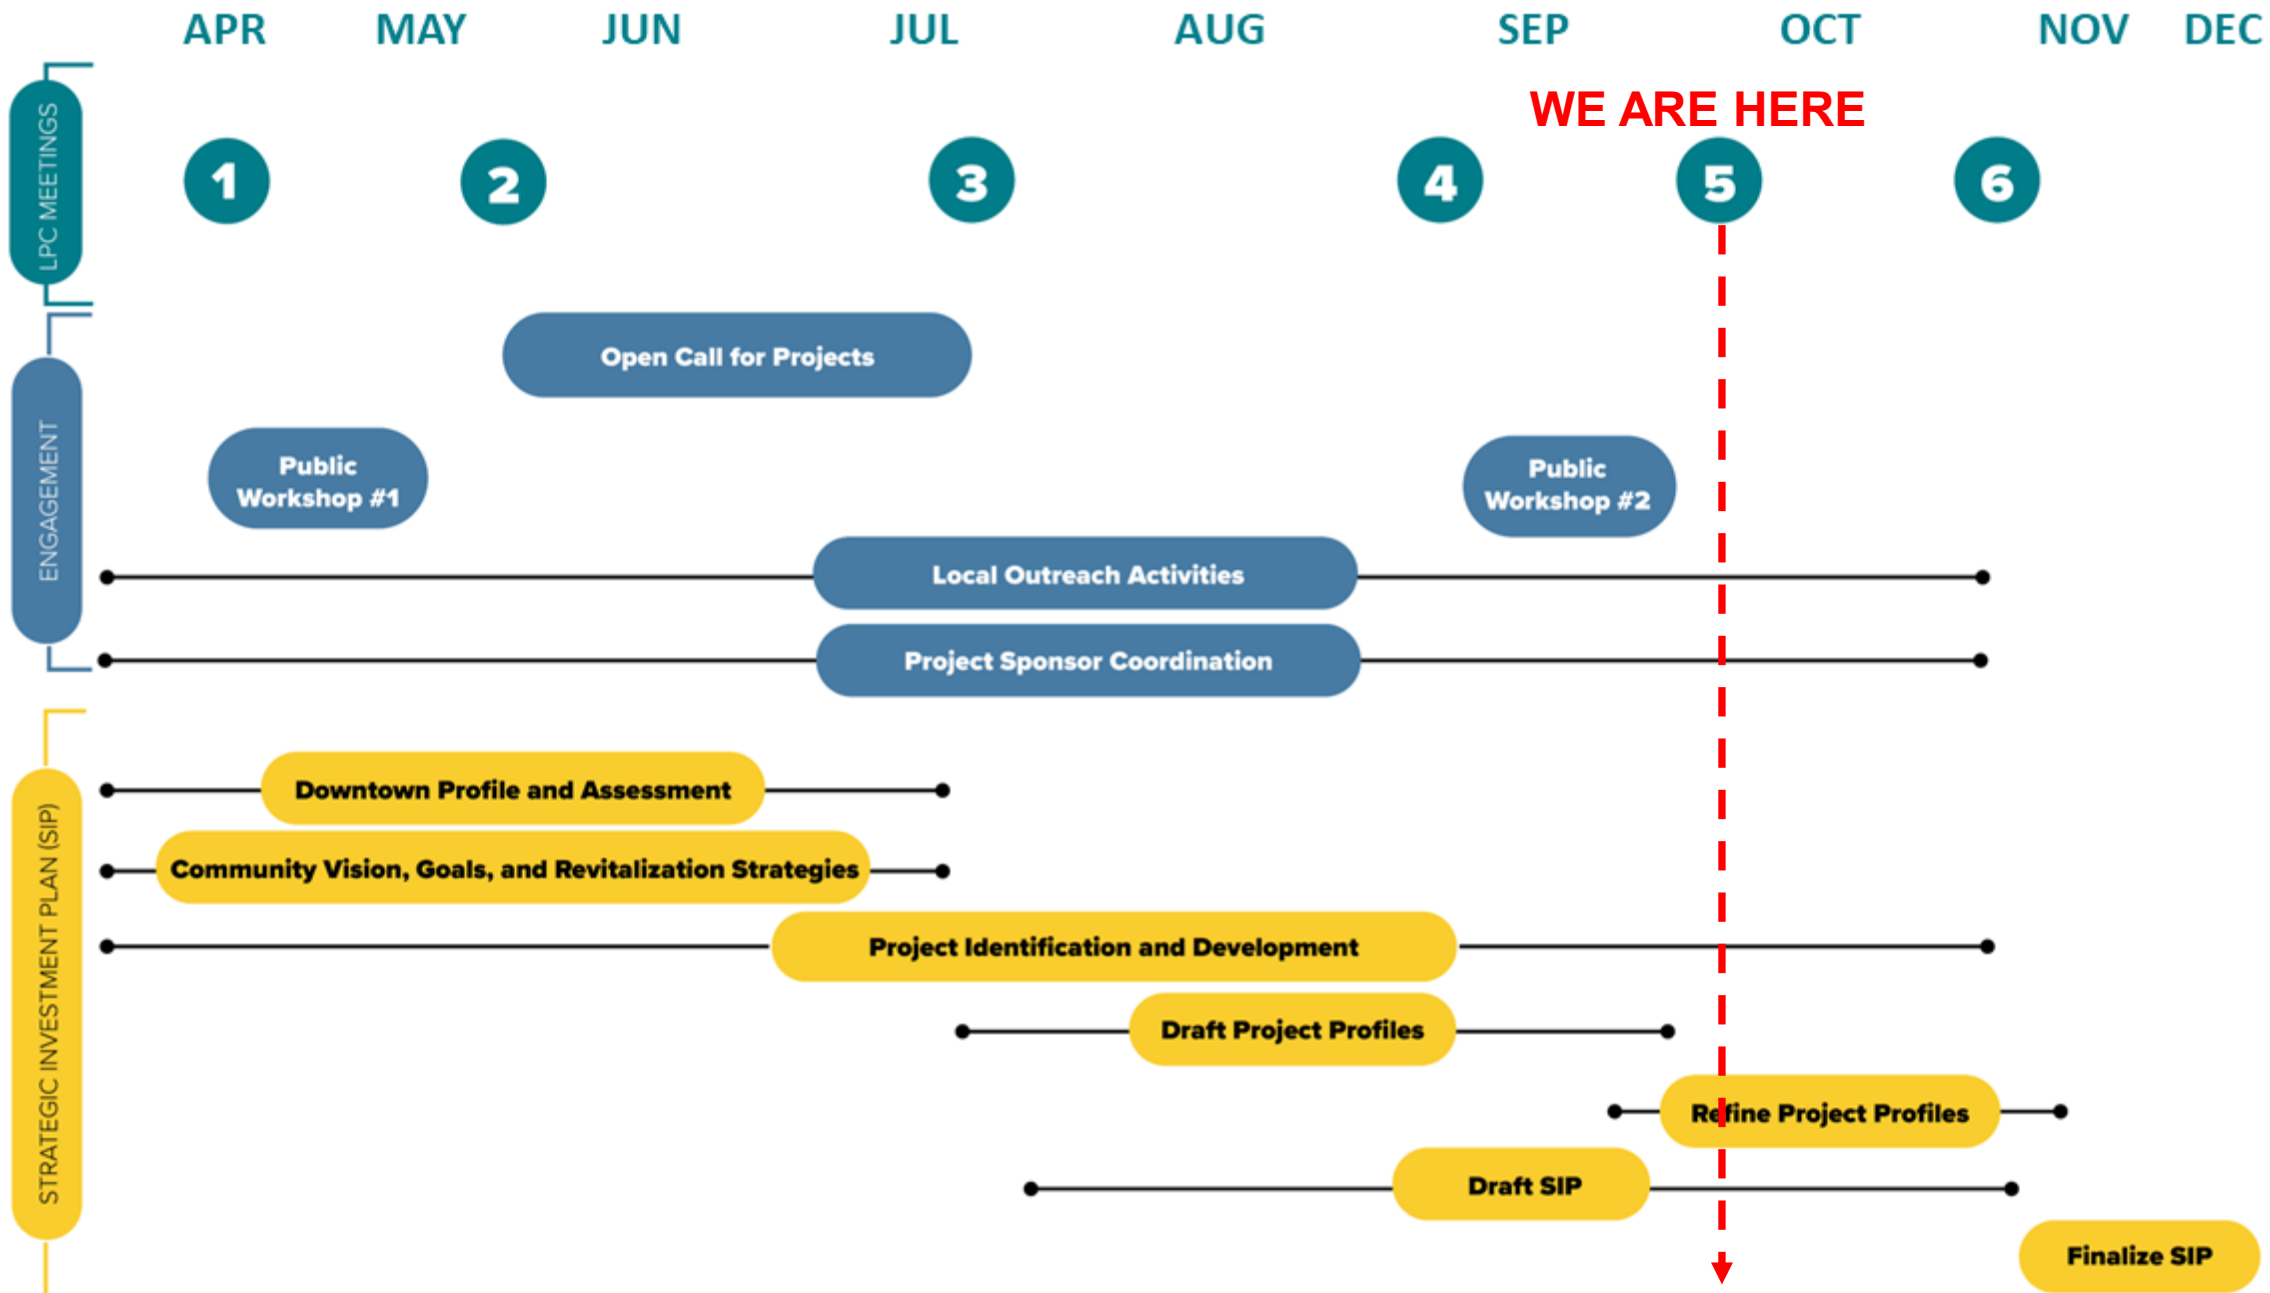 APR MAY JUN JUL AUG SEP OCT NOV DEC
WE ARE HERE
LPC MEETINGS
1 2 3 4 5 6
ENGAGEMENT
Open Call for Projects
Public
Workshop #1
Public
Workshop #2
Local Outreach Activities
Project Sponsor Coordination
STRATEGIC INVESTMENT PLAN (SIP)
Downtown Profile and Assessment
Community Vision, Goals, and Revitalization Strategies
Project Identification and Development
Draft Project Profiles
Refine Project Profiles
Draft SIP
Finalize SIP